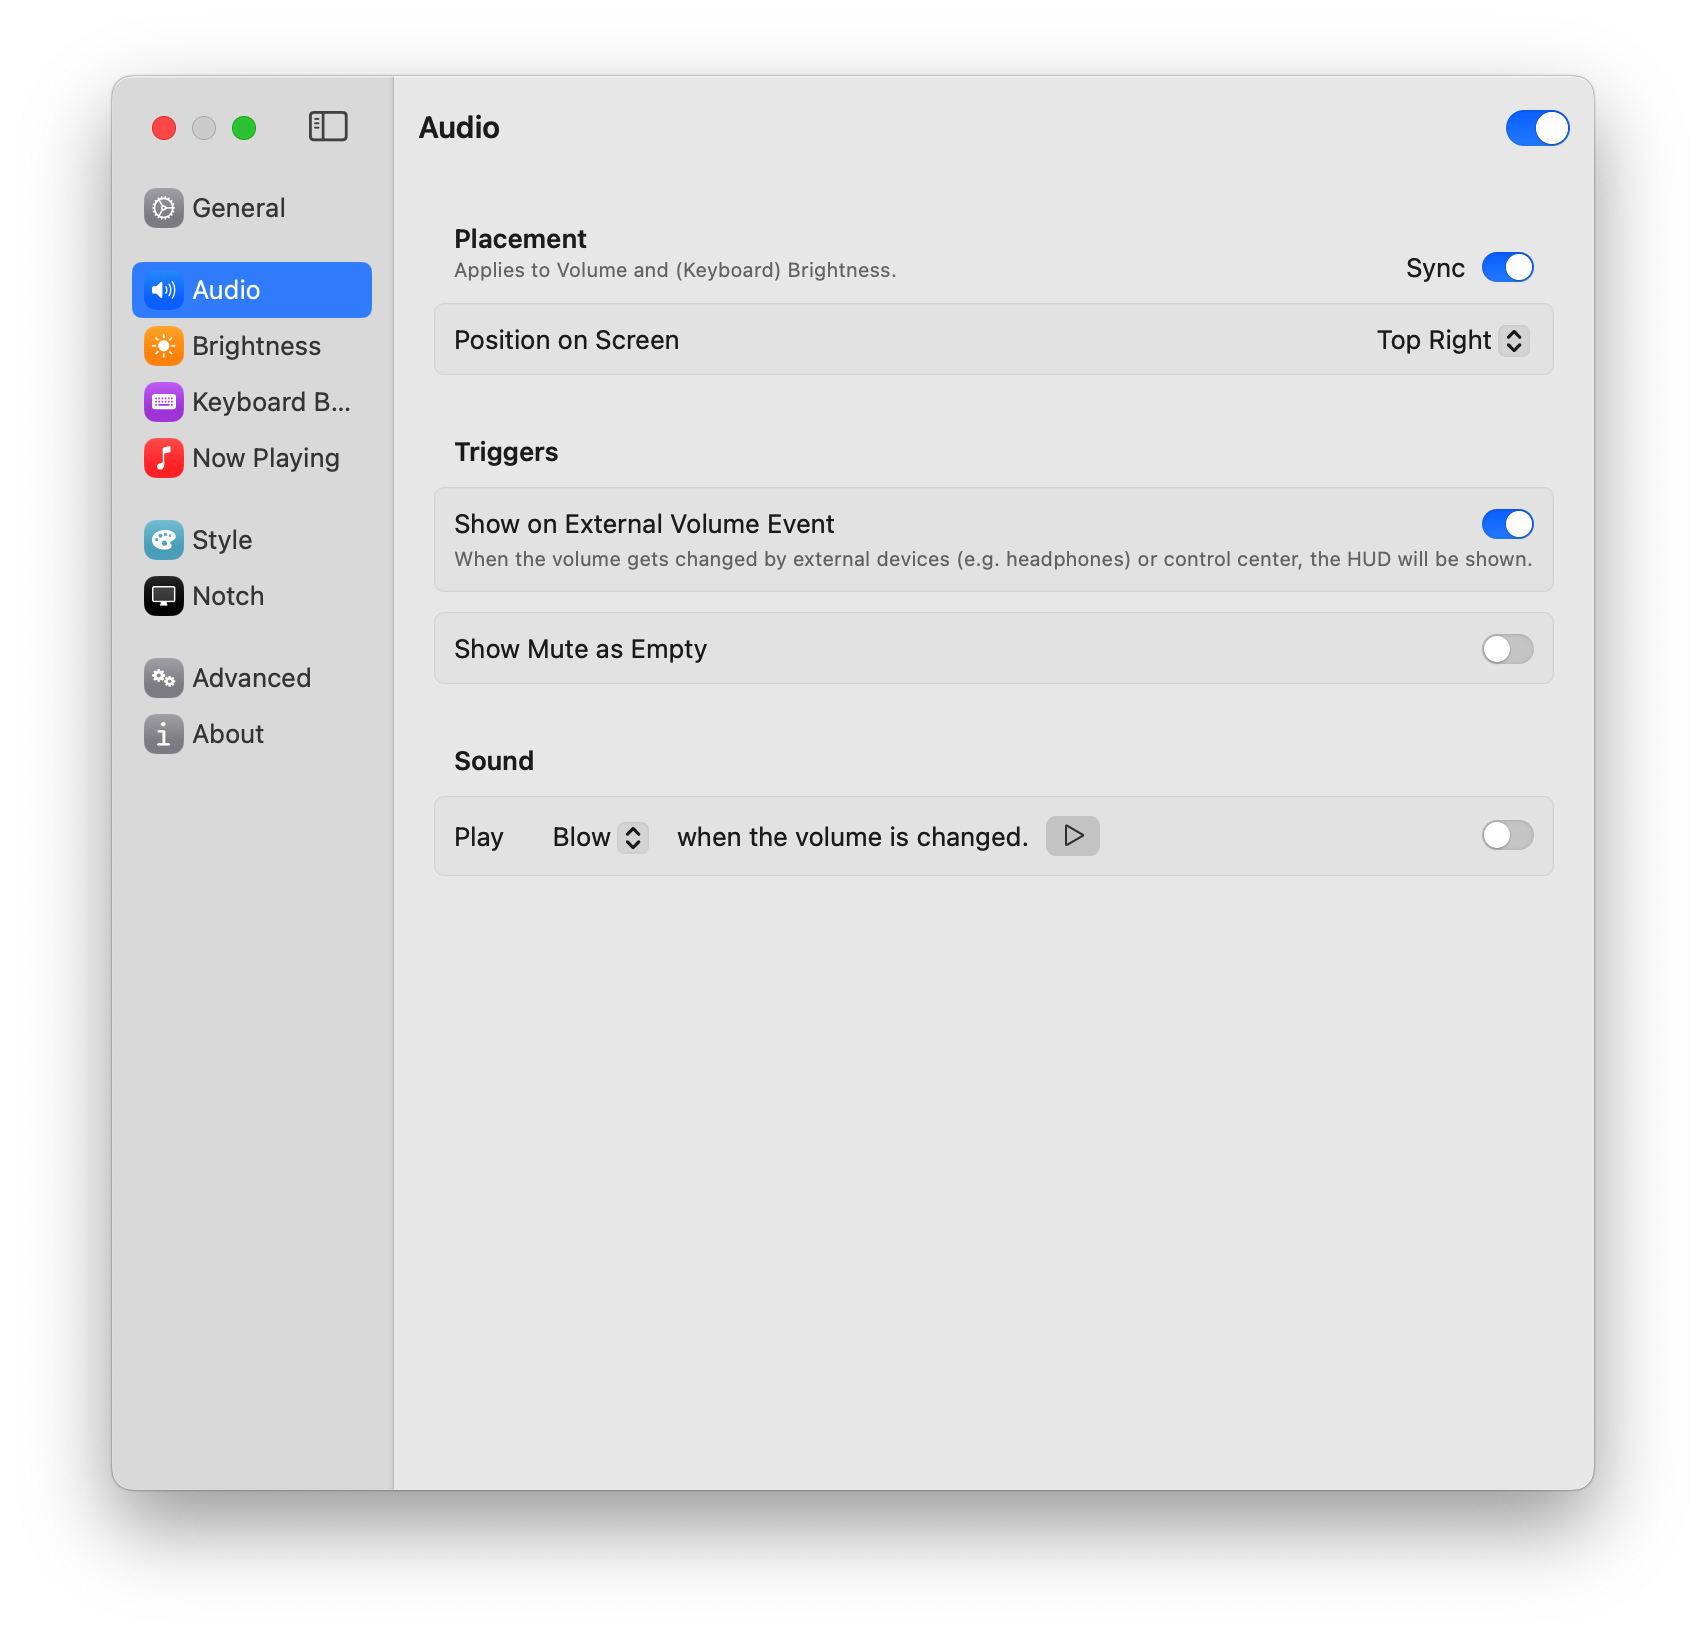 General
Audio
Brightness
Keyboard B...
Now Playing
Style
Notch
Advanced
About
Audio
Placement
Applies to Volume and (Keyboard) Brightness.
Sync
Position on Screen
Top Right
Triggers
Show on External Volume Event
When the volume gets changed by external devices (e.g. headphones) or control center, the HUD will be shown.
Show Mute as Empty
Sound
Play Blow when the volume is changed.